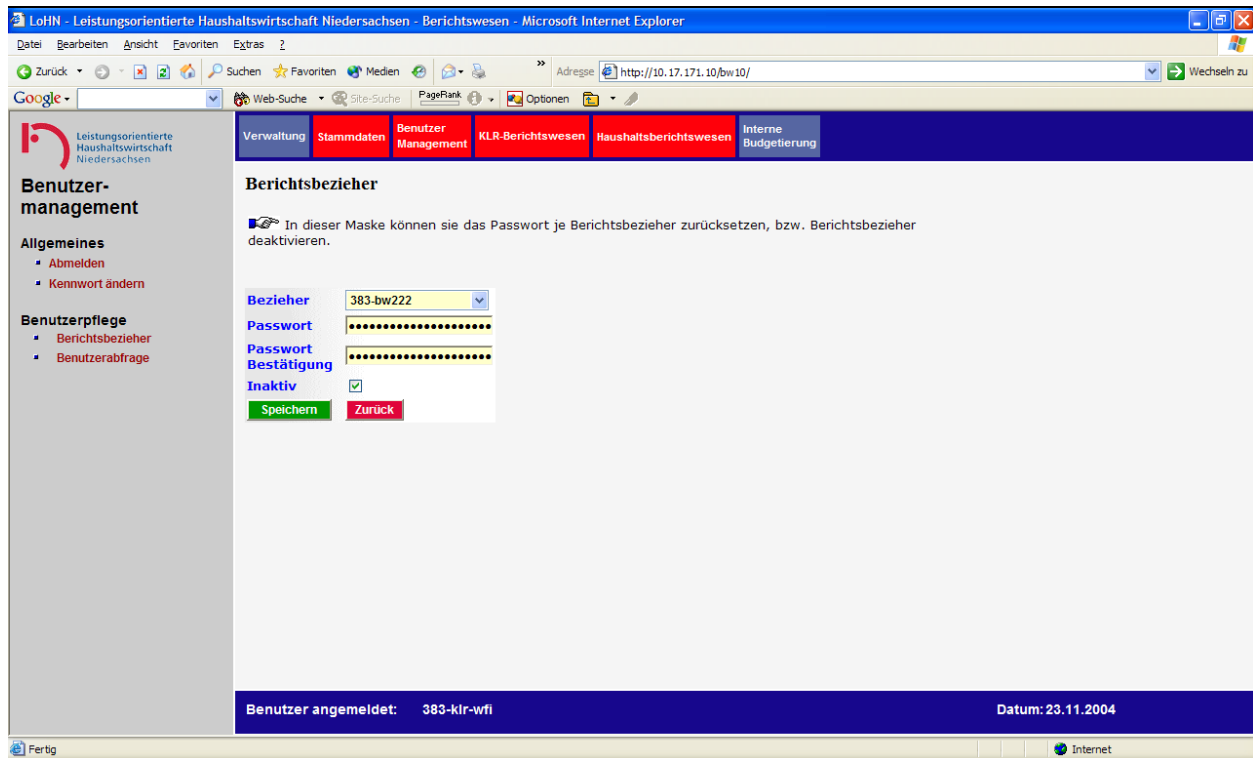 LoHN - Leistungsorientierte Haushaltswirtschaft Niedersachsen - Berichtswesen - Microsoft Internet Explorer
Datei Bearbeiten Ansicht Favoriten Extras ?
Zurück Suchen Favoriten Medien » Adresse http://10.17.171.10/bw10/ Wechseln zu
Google Web-Suche Site-Suche PageRank Optionen
Leistungsorientierte
Haushaltswirtschaft
Niedersachsen
Verwaltung Stammdaten Benutzer Management KLR-Berichtswesen Haushaltsberichtswesen Interne Budgetierung
Benutzer-
management
Allgemeines
Abmelden
Kennwort ändern
Benutzerpflege
Berichtsbezieher
Benutzerabfrage
Berichtsbezieher
In dieser Maske können sie das Passwort je Berichtsbezieher zurücksetzen, bzw. Berichtsbezieher
deaktivieren.
Bezieher 383-bw222
Passwort •••••••••••••••••••••
Passwort
Bestätigung •••••••••••••••••••••
Inaktiv
Speichern Zurück
Benutzer angemeldet: 383-klr-wfi Datum: 23.11.2004
Fertig Internet